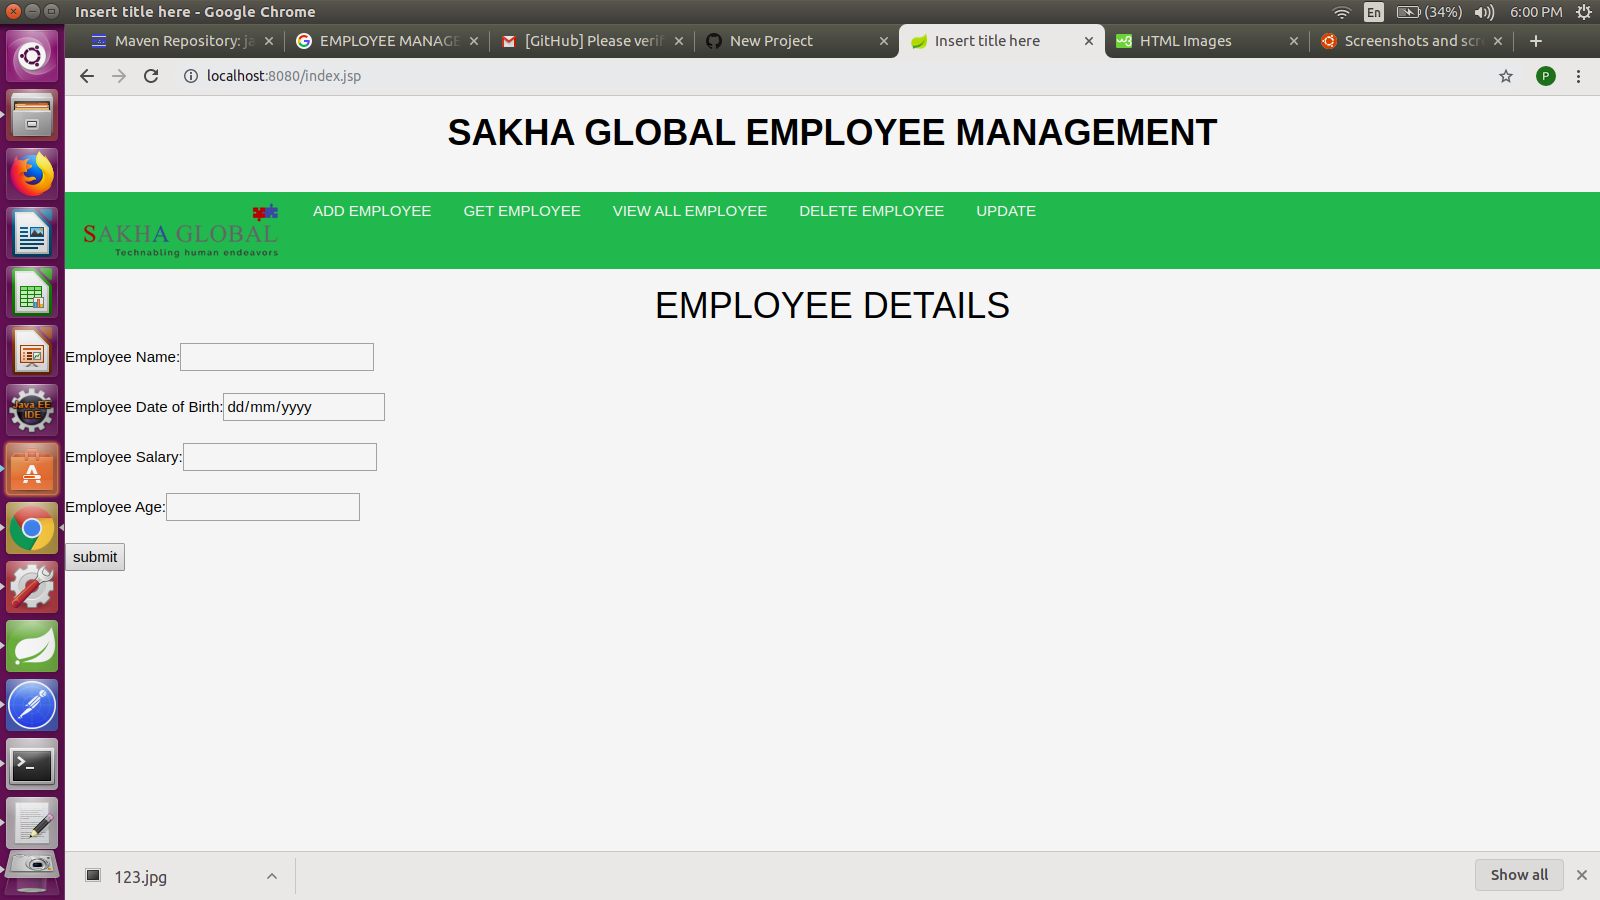 Insert title here - Google Chrome
En (34%) 6:00 PM
Maven Repository: ja
EMPLOYEE MANAGE
[GitHub] Please verif
New Project
Insert title here
HTML Images
Screenshots and scre
localhost:8080/index.jsp
P
SAKHA GLOBAL EMPLOYEE MANAGEMENT
SAKHA GLOBAL
Technabling human endeavors
ADD EMPLOYEE GET EMPLOYEE VIEW ALL EMPLOYEE DELETE EMPLOYEE UPDATE
EMPLOYEE DETAILS
Employee Name:
Employee Date of Birth: dd/mm/yyyy
Employee Salary:
Employee Age:
submit
Java EE
IDE
123.jpg
Show all